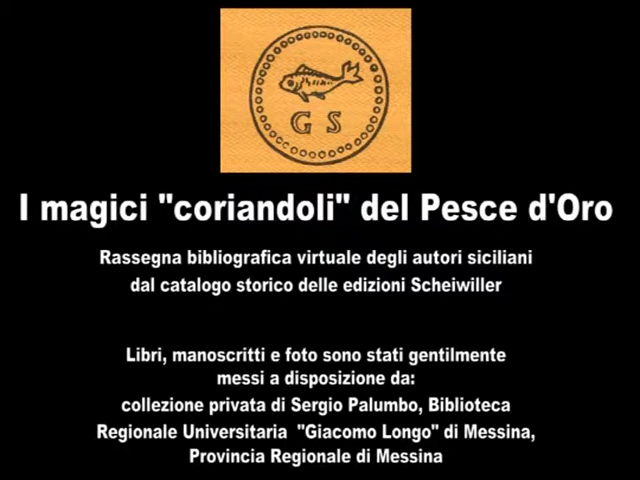 G S
I magici "coriandoli" del Pesce d'Oro
Rassegna bibliografica virtuale degli autori siciliani
dal catalogo storico delle edizioni Scheiwiller
Libri, manoscritti e foto sono stati gentilmente
messi a disposizione da:
collezione privata di Sergio Palumbo, Biblioteca
Regionale Universitaria "Giacomo Longo" di Messina,
Provincia Regionale di Messina